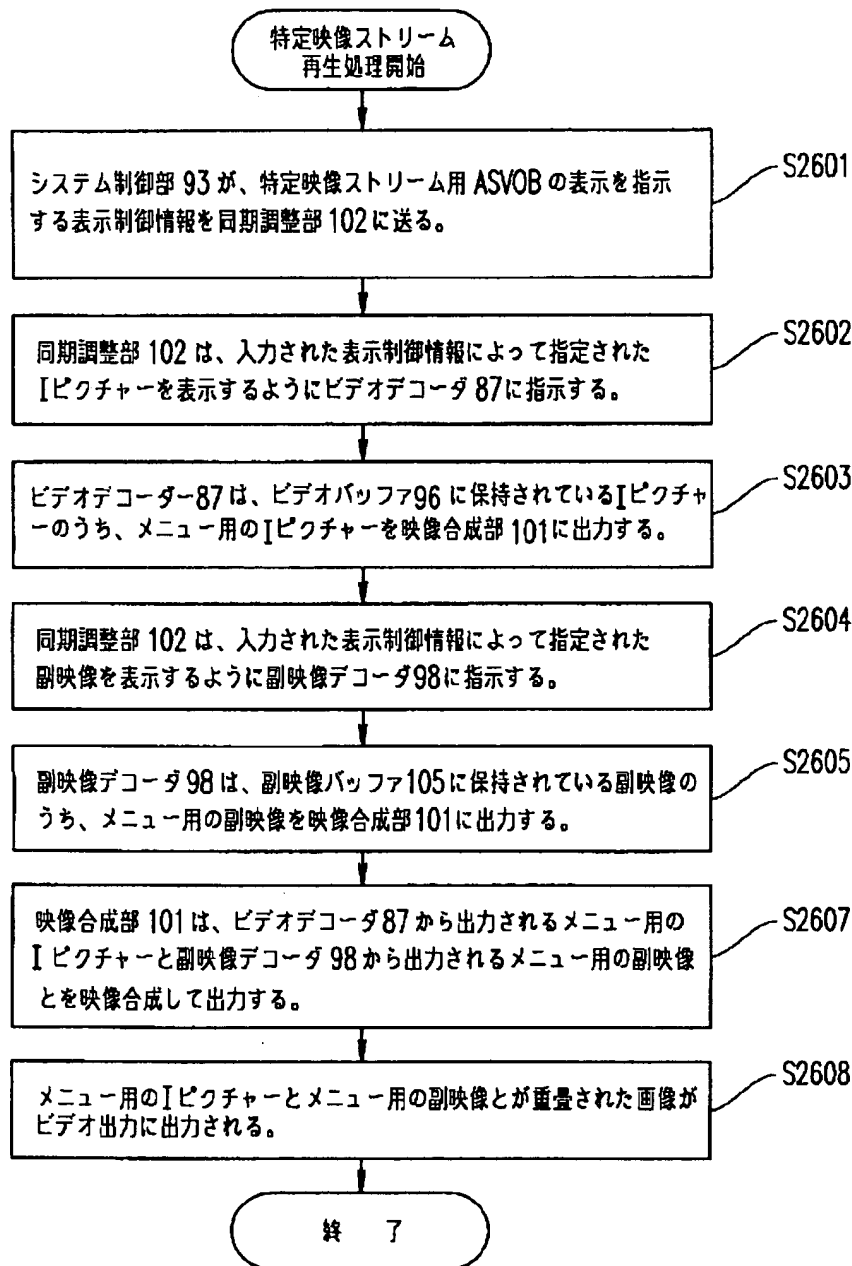 特定映像ストリーム
再生処理開始
システム制御部 93 が、特定映像ストリーム用 ASVOB の表示を指示
する表示制御情報を同期調整部 102 に送る。
S2601
同期調整部 102 は、入力された表示制御情報によって指定された
Iピクチャーを表示するようにビデオデコーダ 87 に指示する。
S2602
ビデオデコーダー87 は、ビデオバッファ96 に保持されているIピクチャ
ーのうち、メニュー用のIピクチャーを映像合成部 101 に出力する。
S2603
同期調整部 102 は、入力された表示制御情報によって指定された
副映像を表示するように副映像デコーダ98 に指示する。
S2604
副映像デコーダ 98 は、副映像バッファ105 に保持されている副映像の
うち、メニュー用の副映像を映像合成部101 に出力する。
S2605
映像合成部 101 は、ビデオデコーダ87 から出力されるメニュー用の
I ピクチャーと副映像デコーダ 98 から出力されるメニュー用の副映像
とを映像合成して出力する。
S2607
メニュー用のIピクチャーとメニュー用の副映像とが重畳された画像が
ビデオ出力に出力される。
S2608
終 了